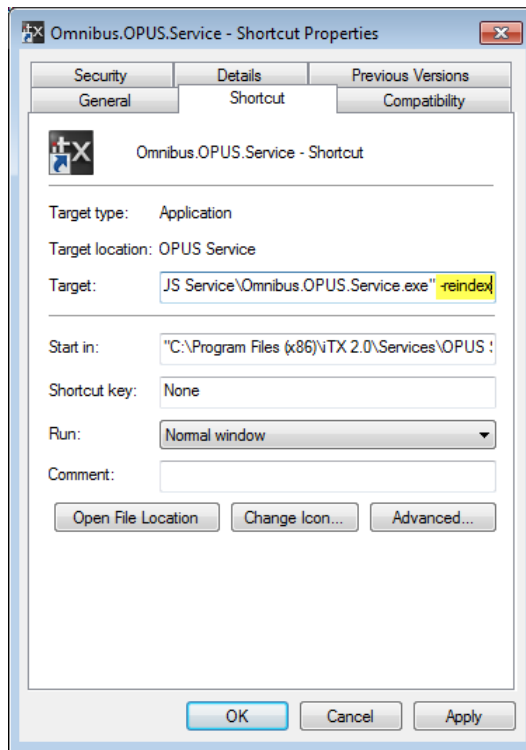 iTX Omnibus.OPUS.Service - Shortcut Properties
Security Details Previous Versions
General Shortcut Compatibility
iTX Omnibus.OPUS.Service - Shortcut
Target type: Application
Target location: OPUS Service
Target: JS Service\Omnibus.OPUS.Service.exe" -reindex
Start in: "C:\Program Files (x86)\iTX 2.0\Services\OPUS S
Shortcut key: None
Run: Normal window
Comment:
Open File Location Change Icon... Advanced...
OK Cancel Apply